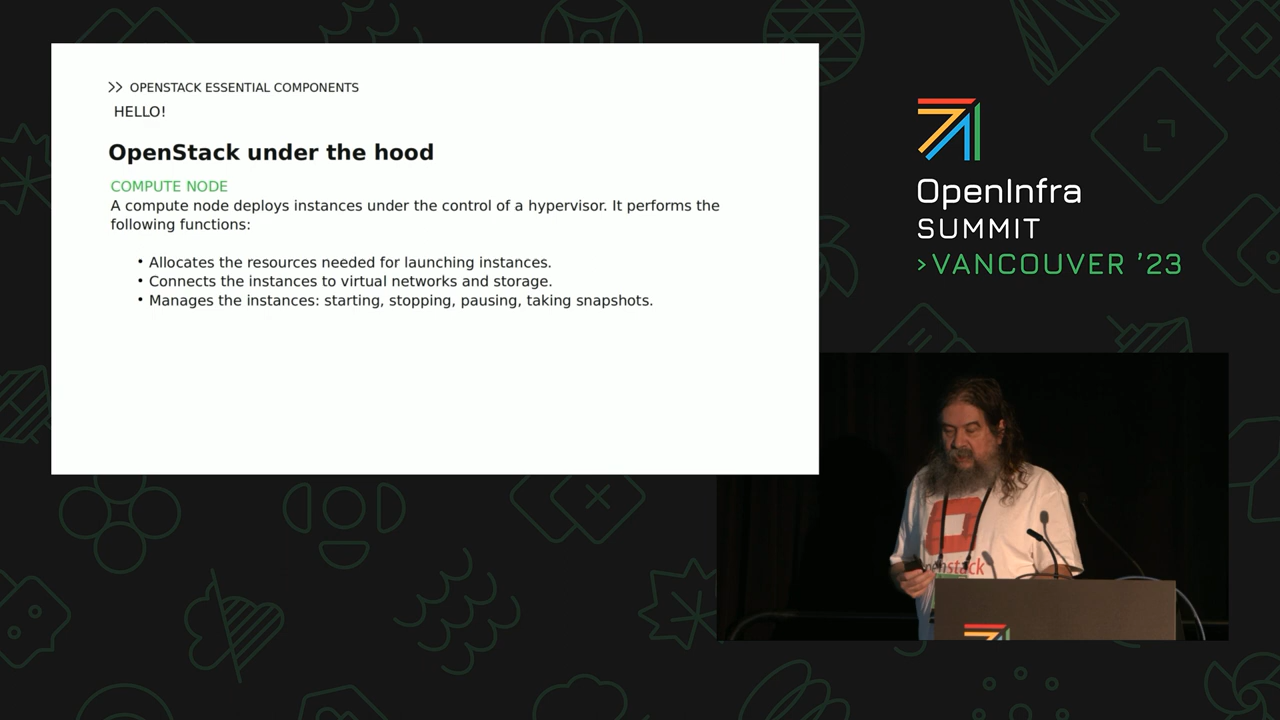 >> OPENSTACK ESSENTIAL COMPONENTS
HELLO!
OpenStack under the hood
COMPUTE NODE
A compute node deploys instances under the control of a hypervisor. It performs the
following functions:
• Allocates the resources needed for launching instances.
• Connects the instances to virtual networks and storage.
• Manages the instances: starting, stopping, pausing, taking snapshots.
OpenInfra
SUMMIT
>VANCOUVER '23
openstack